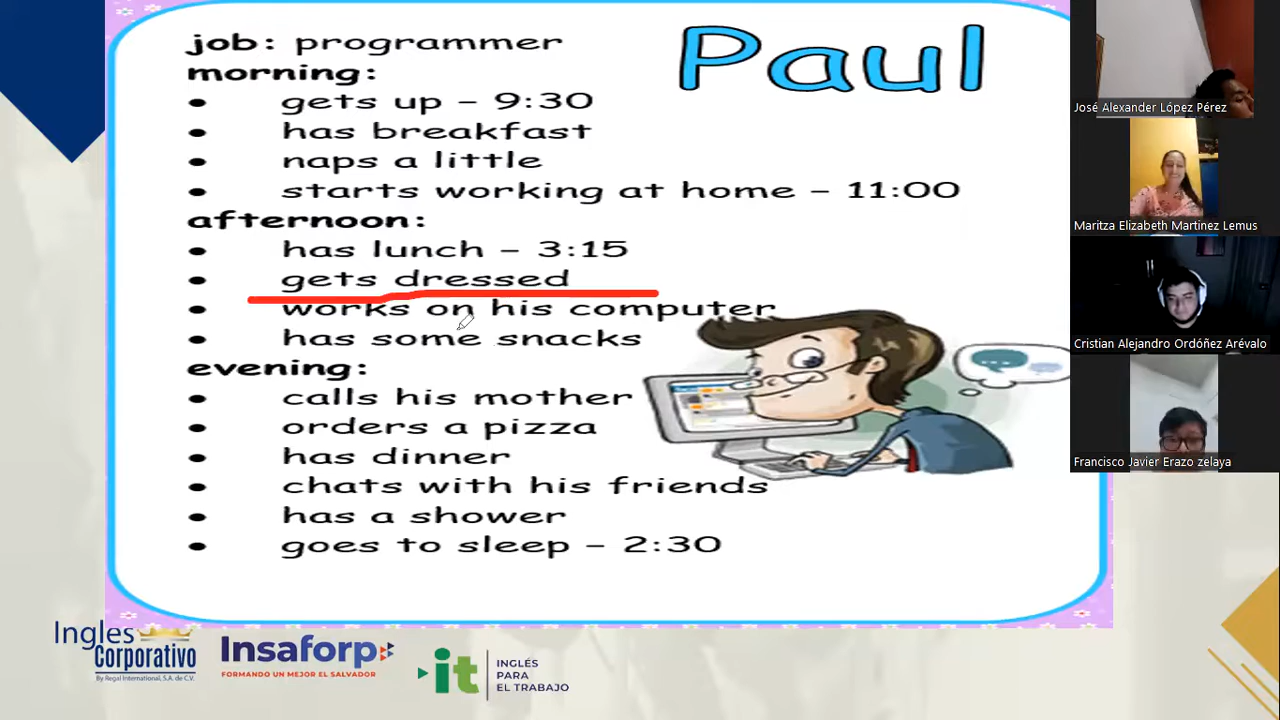 Paul
job: programmer
morning:
• gets up – 9:30
• has breakfast
• naps a little
• starts working at home – 11:00
afternoon:
• has lunch – 3:15
• gets dressed
• works on his computer
• has some snacks
evening:
• calls his mother
• orders a pizza
• has dinner
• chats with his friends
• has a shower
• goes to sleep – 2:30
José Alexander López Pérez
Maritza Elizabeth Martinez Lemus
Cristian Alejandro Ordóñez Arévalo
Francisco Javier Erazo zelaya
Ingles
Corporativo
By Regal International, S.A. de C.V.
Insaforp
FORMANDO UN MEJOR EL SALVADOR
it
INGLÉS
PARA
EL TRABAJO